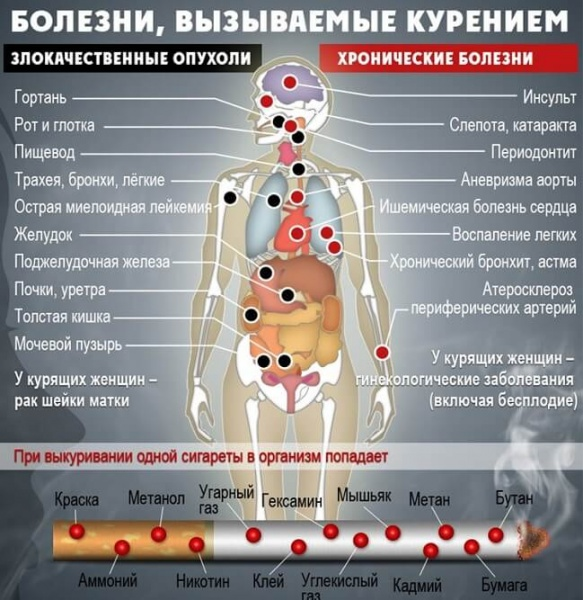 БОЛЕЗНИ, ВЫЗЫВАЕМЫЕ КУРЕНИЕМ
ЗЛОКАЧЕСТВЕННЫЕ ОПУХОЛИ
Гортань
Рот и глотка
Пищевод
Трахея, бронхи, лёгкие
Острая миелоидная лейкемия
Желудок
Поджелудочная железа
Почки, уретра
Толстая кишка
Мочевой пузырь
У курящих женщин –
рак шейки матки
ХРОНИЧЕСКИЕ БОЛЕЗНИ
Инсульт
Слепота, катаракта
Периодонтит
Аневризма аорты
Ишемическая болезнь сердца
Воспаление легких
Хронический бронхит, астма
Атеросклероз
периферических артерий
У курящих женщин –
гинекологические заболевания
(включая бесплодие)
При выкуривании одной сигареты в организм попадает
Краска
Метанол
Угарный
газ
Гексамин
Мышьяк
Метан
Бутан
Аммоний
Никотин
Клей
Углекислый
газ
Кадмий
Бумага